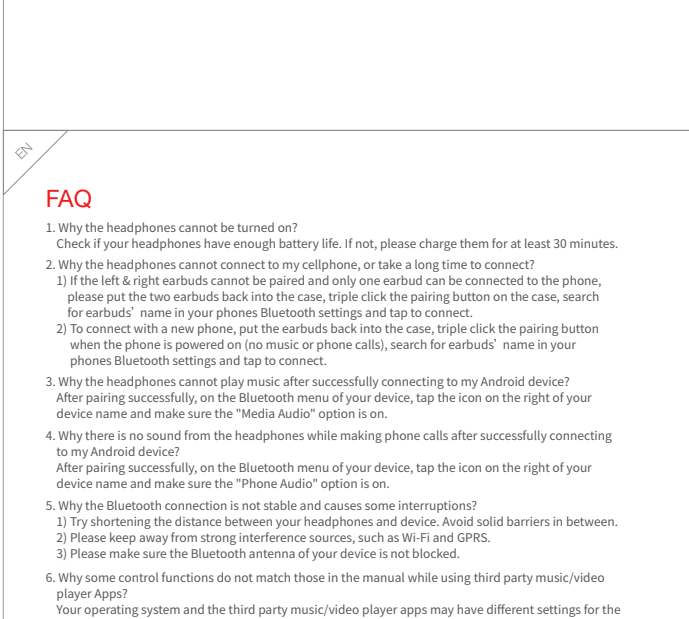 EN
FAQ
1. Why the headphones cannot be turned on?
Check if your headphones have enough battery life. If not, please charge them for at least 30 minutes.
2. Why the headphones cannot connect to my cellphone, or take a long time to connect?
1) If the left & right earbuds cannot be paired and only one earbud can be connected to the phone,
please put the two earbuds back into the case, triple click the pairing button on the case, search
for earbuds’ name in your phones Bluetooth settings and tap to connect.
2) To connect with a new phone, put the earbuds back into the case, triple click the pairing button
when the phone is powered on (no music or phone calls), search for earbuds’ name in your
phones Bluetooth settings and tap to connect.
3. Why the headphones cannot play music after successfully connecting to my Android device?
After pairing successfully, on the Bluetooth menu of your device, tap the icon on the right of your
device name and make sure the "Media Audio" option is on.
4. Why there is no sound from the headphones while making phone calls after successfully connecting
to my Android device?
After pairing successfully, on the Bluetooth menu of your device, tap the icon on the right of your
device name and make sure the "Phone Audio" option is on.
5. Why the Bluetooth connection is not stable and causes some interruptions?
1) Try shortening the distance between your headphones and device. Avoid solid barriers in between.
2) Please keep away from strong interference sources, such as Wi-Fi and GPRS.
3) Please make sure the Bluetooth antenna of your device is not blocked.
6. Why some control functions do not match those in the manual while using third party music/video
player Apps?
Your operating system and the third party music/video player apps may have different settings for the